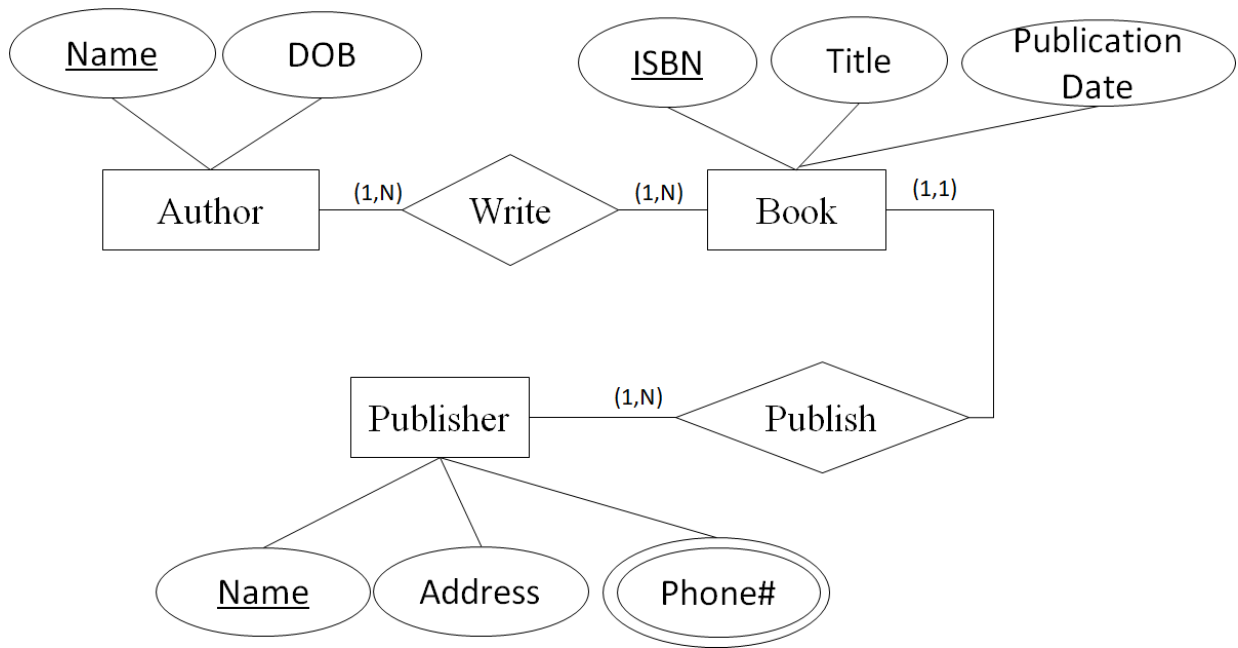 Name
DOB
ISBN
Title
Publication
Date
Author
(1,N)
Write
(1,N)
Book
(1,1)
Publisher
(1,N)
Publish
Name
Address
Phone#